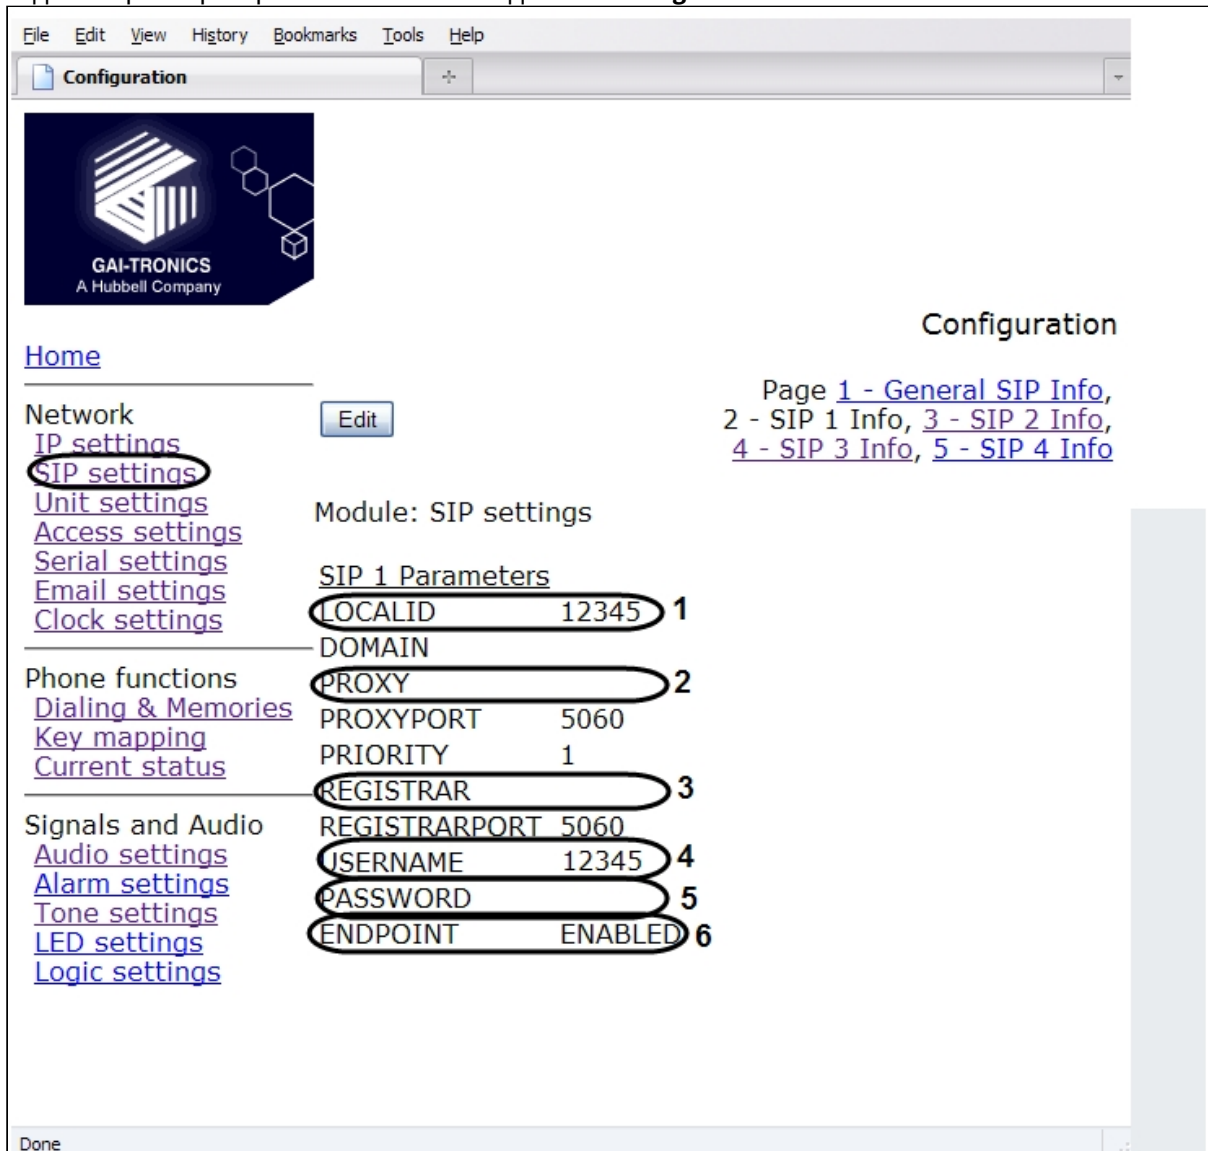 File Edit View History Bookmarks Tools Help
Configuration
GAI-TRONICS
A Hubbell Company
Configuration
Home
Page 1 - General SIP Info,
2 - SIP 1 Info, 3 - SIP 2 Info,
4 - SIP 3 Info, 5 - SIP 4 Info
Edit
Network
IP settings
SIP settings
Unit settings
Access settings
Serial settings
Email settings
Clock settings
Phone functions
Dialing & Memories
Key mapping
Current status
Signals and Audio
Audio settings
Alarm settings
Tone settings
LED settings
Logic settings
Module: SIP settings
SIP 1 Parameters
LOCALID 12345 1
DOMAIN
PROXY 2
PROXYPORT 5060
PRIORITY 1
REGISTRAR 3
REGISTRARPORT 5060
USERNAME 12345 4
PASSWORD 5
ENDPOINT ENABLED 6
Done